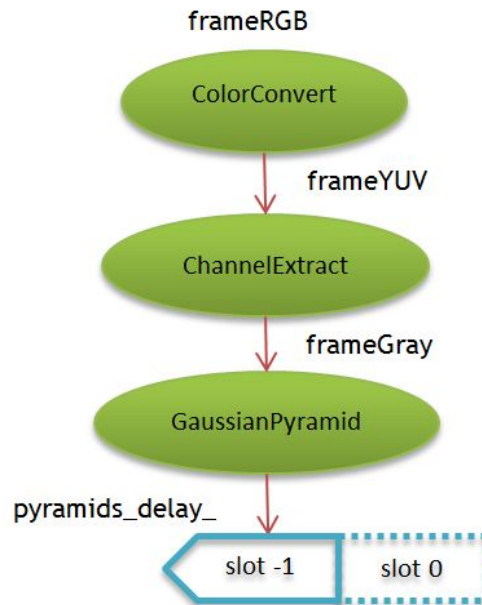 frameRGB
ColorConvert
frameYUV
ChannelExtract
frameGray
GaussianPyramid
pyramids_delay_
slot -1
slot 0